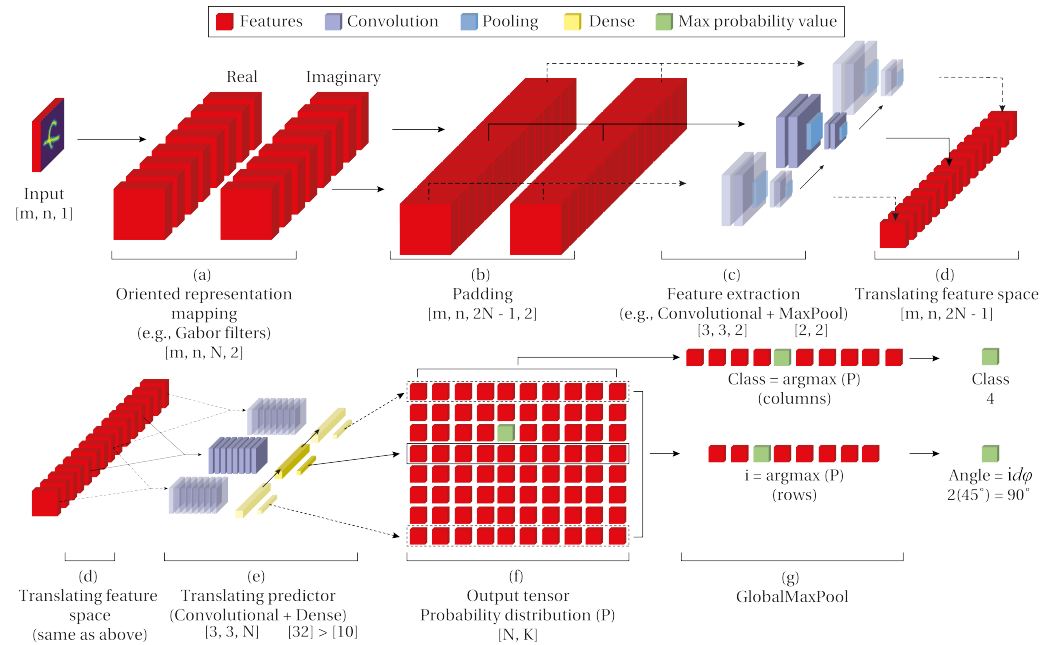 Features Convolution Pooling Dense Max probability value
Real Imaginary
Input
[m, n, 1]
(a)
Oriented representation
mapping
(e.g., Gabor filters)
[m, n, N, 2]
(b)
Padding
[m, n, 2N - 1, 2]
(c)
Feature extraction
(e.g., Convolutional + MaxPool)
[3, 3, 2] [2, 2]
(d)
Translating feature space
[m, n, 2N - 1]
Class = argmax (P)
(columns)
Class
4
i = argmax (P)
(rows)
Angle = idφ
2(45°) = 90°
(d)
Translating feature
space
(same as above)
(e)
Translating predictor
(Convolutional + Dense)
[3, 3, N] [32] > [10]
(f)
Output tensor
Probability distribution (P)
[N, K]
(g)
GlobalMaxPool